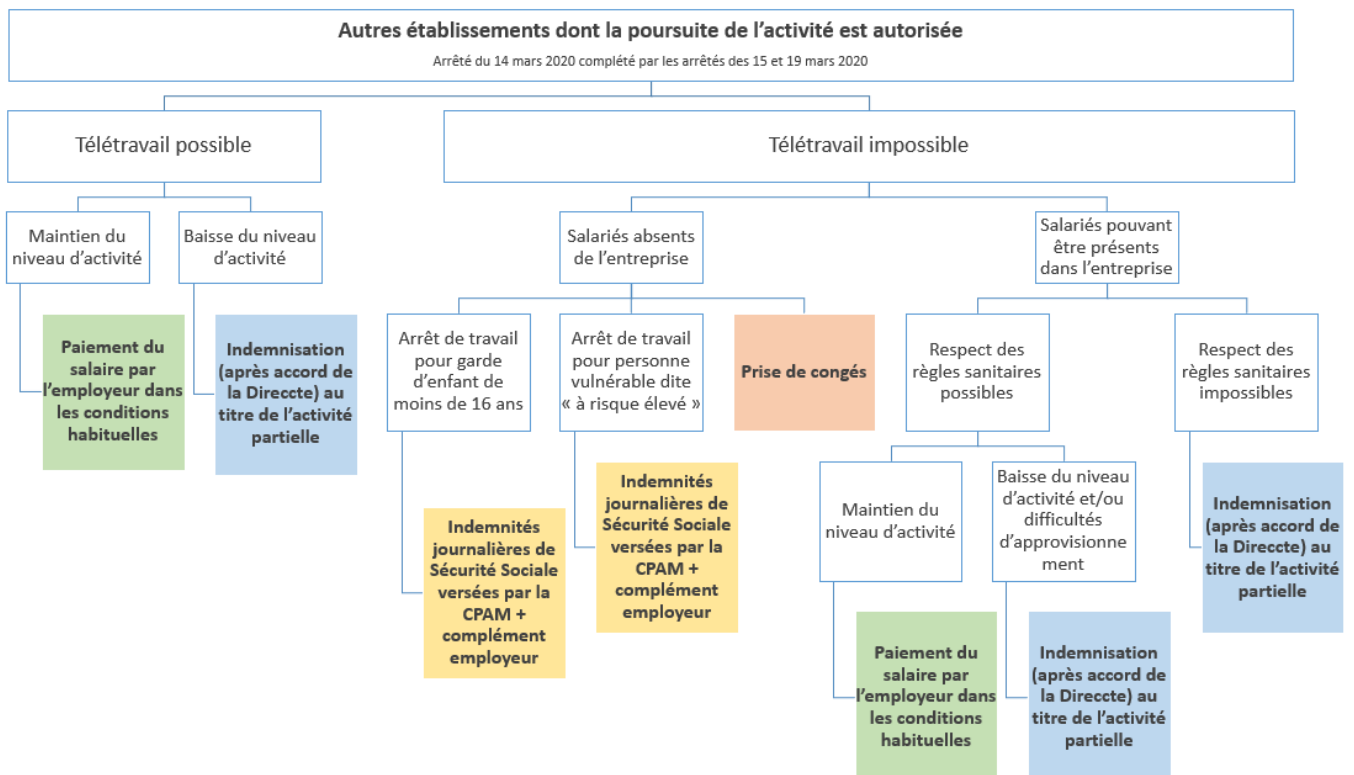 Autres établissements dont la poursuite de l'activité est autorisée
Arrêté du 14 mars 2020 complété par les arrêtés des 15 et 19 mars 2020
Télétravail possible
Télétravail impossible
Maintien du
niveau d'activité
Baisse du niveau
d'activité
Salariés absents
de l'entreprise
Salariés pouvant
être présents
dans l'entreprise
Paiement du
salaire par
l'employeur dans
les conditions
habituelles
Indemnisation
(après accord de
la Direccte) au
titre de l'activité
partielle
Arrêt de travail
pour garde
d'enfant de
moins de 16 ans
Arrêt de travail
pour personne
vulnérable dite
« à risque élevé »
Prise de congés
Respect des
règles sanitaires
possibles
Respect des
règles sanitaires
impossibles
Indemnités
journalières de
Sécurité Sociale
versées par la
CPAM +
complément
employeur
Indemnités
journalières de
Sécurité Sociale
versées par la
CPAM +
complément
employeur
Maintien du
niveau d'activité
Baisse du niveau
d'activité et/ou
difficultés
d'approvisionne
ment
Indemnisation
(après accord de
la Direccte) au
titre de l'activité
partielle
Paiement du
salaire par
l'employeur dans
les conditions
habituelles
Indemnisation
(après accord de
la Direccte) au
titre de l'activité
partielle